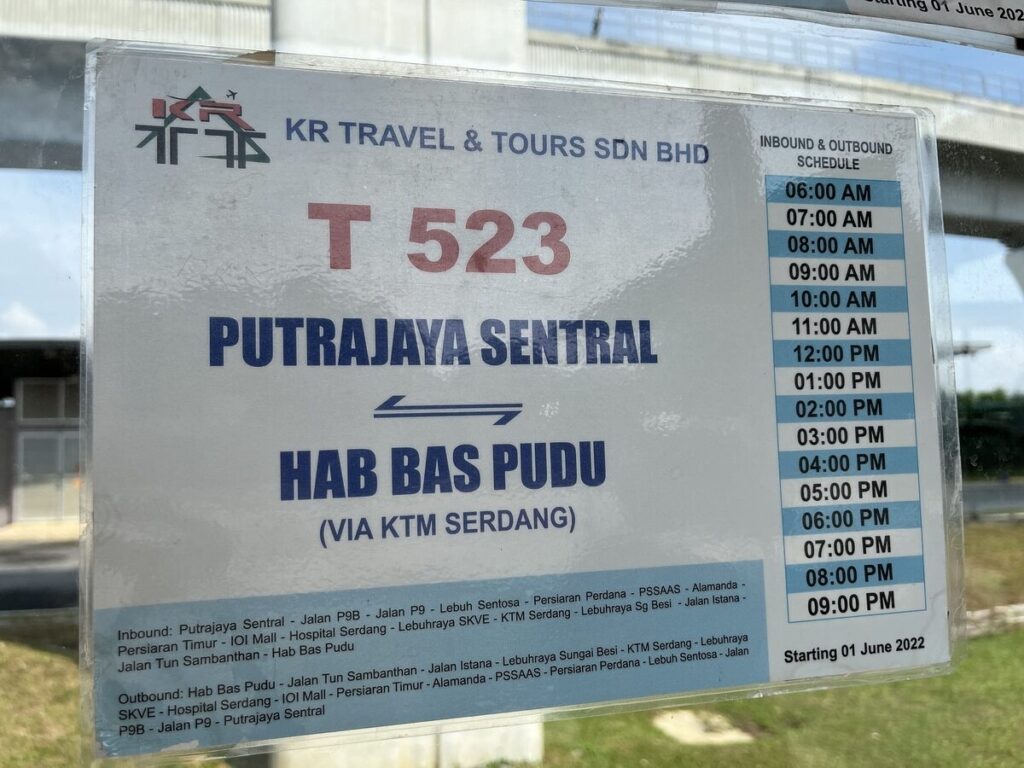 Starting 01 June 202
KR
KR TRAVEL & TOURS SDN BHD
T 523
PUTRAJAYA SENTRAL
HAB BAS PUDU
(VIA KTM SERDANG)
Inbound: Putrajaya Sentral - Jalan P9B - Jalan P9 - Lebuh Sentosa - Persiaran Perdana - PSSAAS - Alamanda -
Persiaran Timur - IOI Mall - Hospital Serdang - Lebuhraya SKVE - KTM Serdang - Lebuhraya Sg Besi - Jalan Istana -
Jalan Tun Sambanthan - Hab Bas Pudu
Outbound: Hab Bas Pudu - Jalan Tun Sambanthan - Jalan Istana - Lebuhraya Sungai Besi - KTM Serdang - Lebuhraya
SKVE - Hospital Serdang - IOI Mall - Persiaran Timur - Alamanda - PSSAAS - Persiaran Perdana - Lebuh Sentosa - Jalan
P9B - Jalan P9 - Putrajaya Sentral
INBOUND & OUTBOUND
SCHEDULE
06:00 AM
07:00 AM
08:00 AM
09:00 AM
10:00 AM
11:00 AM
12:00 PM
01:00 PM
02:00 PM
03:00 PM
04:00 PM
05:00 PM
06:00 PM
07:00 PM
08:00 PM
09:00 PM
Starting 01 June 2022